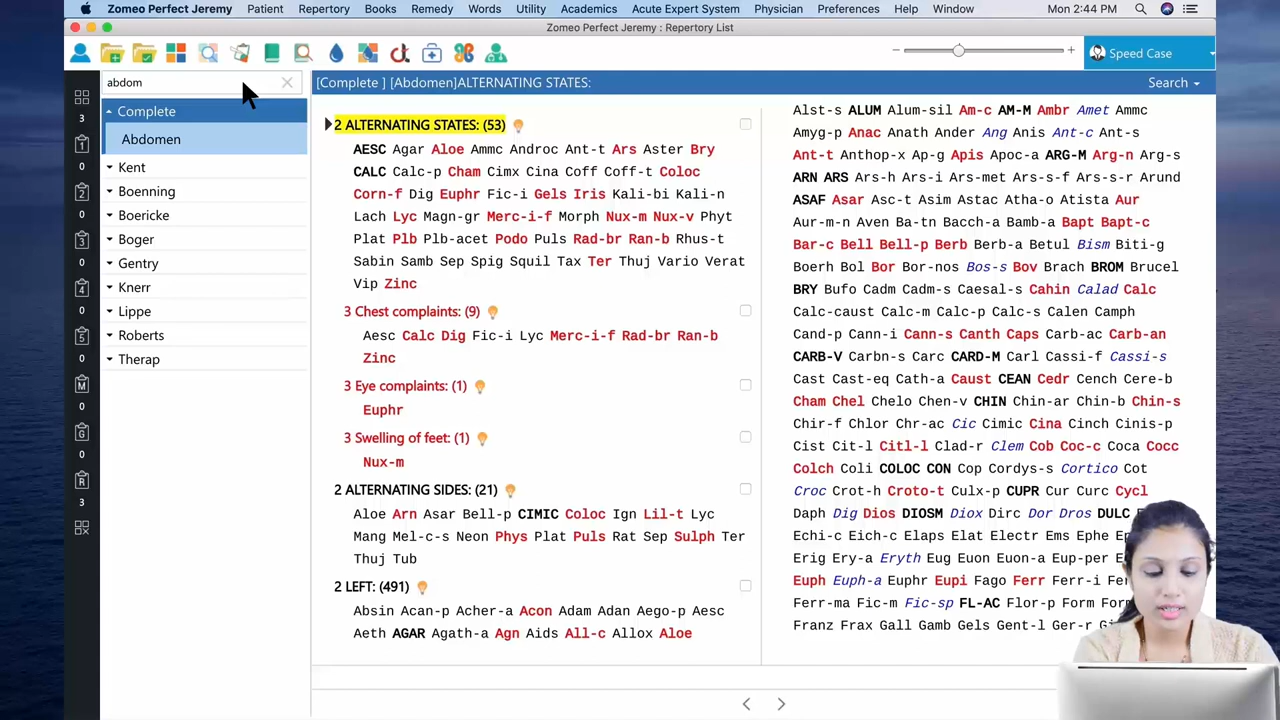 Zomeo Perfect Jeremy Patient Repertory Books Remedy Words Utility Academics Acute Expert System Physician Preferences Help Window Mon 2:44 PM
Zomeo Perfect Jeremy : Repertory List
Speed Case
abdom
[Complete ] [Abdomen]ALTERNATING STATES:
Search
3
0
0
0
0
0
0
0
3
1
2
3
4
5
M
G
R
Complete
Abdomen
Kent
Boenning
Boericke
Boger
Gentry
Knerr
Lippe
Roberts
Therap
2 ALTERNATING STATES: (53)
AESC Agar Aloe Ammc Androc Ant-t Ars Aster Bry
CALC Calc-p Cham Cimx Cina Coff Coff-t Coloc
Corn-f Dig Euphr Fic-i Gels Iris Kali-bi Kali-n
Lach Lyc Magn-gr Merc-i-f Morph Nux-m Nux-v Phyt
Plat Plb Plb-acet Podo Puls Rad-br Ran-b Rhus-t
Sabin Samb Sep Spig Squil Tax Ter Thuj Vario Verat
Vip Zinc
3 Chest complaints: (9)
Aesc Calc Dig Fic-i Lyc Merc-i-f Rad-br Ran-b
Zinc
3 Eye complaints: (1)
Euphr
3 Swelling of feet: (1)
Nux-m
2 ALTERNATING SIDES: (21)
Aloe Arn Asar Bell-p CIMIC Coloc Ign Lil-t Lyc
Mang Mel-c-s Neon Phys Plat Puls Rat Sep Sulph Ter
Thuj Tub
2 LEFT: (491)
Absin Acan-p Acher-a Acon Adam Adan Aego-p Aesc
Aeth AGAR Agath-a Agn Aids All-c Allox Aloe
Alst-s ALUM Alum-sil Am-c AM-M Ambr Amet Ammc
Amyg-p Anac Anath Ander Ang Anis Ant-c Ant-s
Ant-t Anthop-x Ap-g Apis Apoc-a ARG-M Arg-n Arg-s
ARN ARS Ars-h Ars-i Ars-met Ars-s-f Ars-s-r Arund
ASAF Asar Asc-t Asim Astac Atha-o Atista Aur
Aur-m-n Aven Ba-tn Bacch-a Bamb-a Bapt Bapt-c
Bar-c Bell Bell-p Berb Berb-a Betul Bism Biti-g
Boerh Bol Bor Bor-nos Bos-s Bov Brach BROM Brucel
BRY Bufo Cadm Cadm-s Caesal-s Cahin Calad Calc
Calc-caust Calc-m Calc-p Calc-s Calen Camph
Cand-p Cann-i Cann-s Canth Caps Carb-ac Carb-an
CARB-V Carbn-s Carc CARD-M Carl Cassi-f Cassi-s
Cast Cast-eq Cath-a Caust CEAN Cedr Cench Cere-b
Cham Chel Chelo Chen-v CHIN Chin-ar Chin-b Chin-s
Chir-f Chlor Chr-ac Cic Cimic Cina Cinch Cinis-p
Cist Cit-l Citl-l Clad-r Clem Cob Coc-c Coca Cocc
Colch Coli COLOC CON Cop Cordys-s Cortico Cot
Croc Crot-h Croto-t Culx-p CUPR Cur Curc Cycl
Daph Dig Dios DIOSM Diox Dirc Dor Dros DULC
Echi-c Eich-c Elaps Elat Electr Ems Ephe
Erig Ery-a Eryth Eug Euon Euon-a Eup-per
Euph Euph-a Euphr Eupi Fago Ferr Ferr-i
Ferr-ma Fic-m Fic-sp FL-AC Flor-p Form
Franz Frax Gall Gamb Gels Gent-l Ger-r